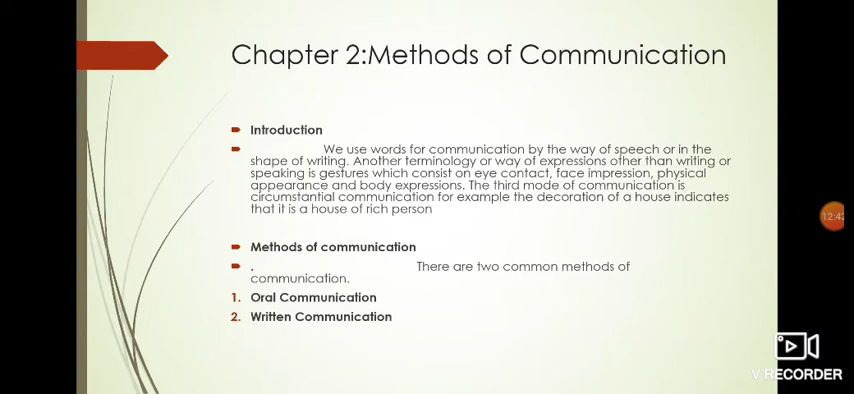 Chapter 2:Methods of Communication
Introduction
We use words for communication by the way of speech or in the
shape of writing. Another terminology or way of expressions other than writing or
speaking is gestures which consist on eye contact, face impression, physical
appearance and body expressions. The third mode of communication is
circumstantial communication for example the decoration of a house indicates
that it is a house of rich person
Methods of communication
. There are two common methods of
communication.
1. Oral Communication
2. Written Communication
12:42
V RECORDER